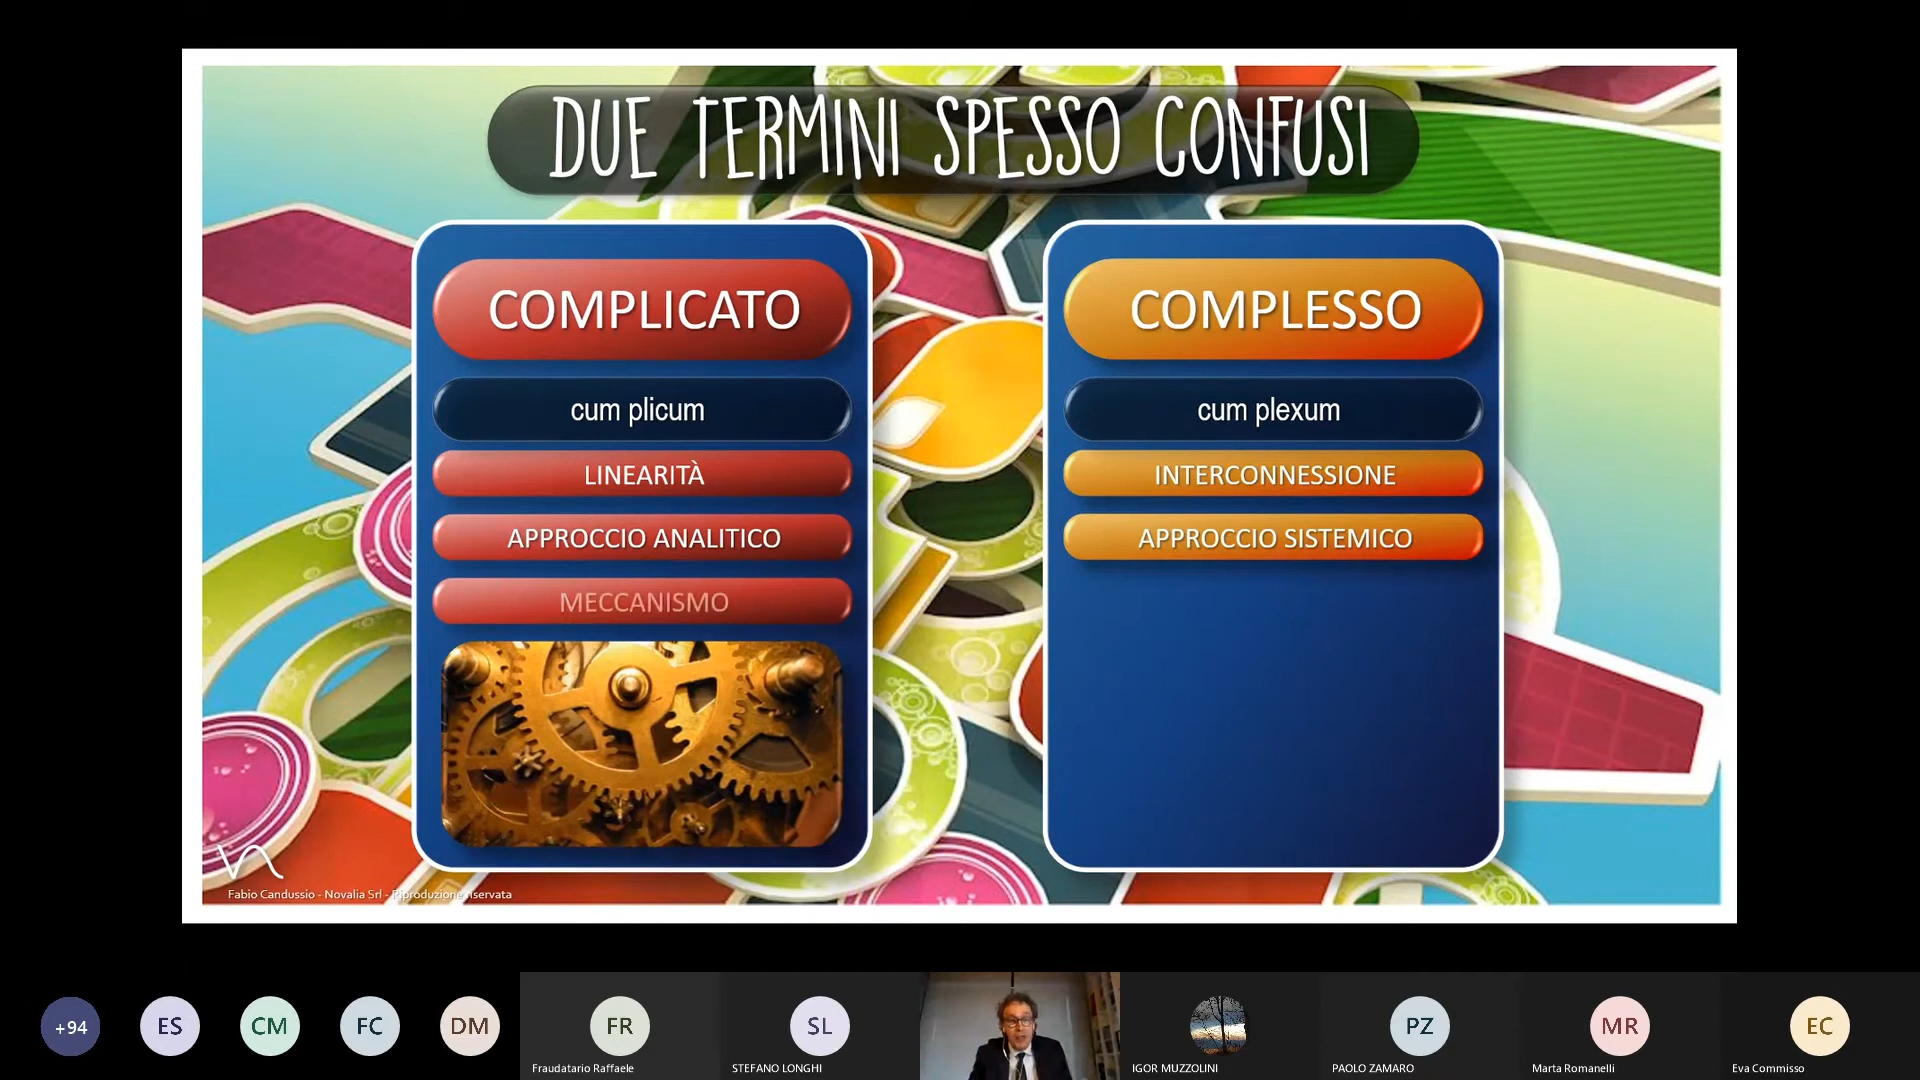 DUE TERMINI SPESSO CONFUSI
COMPLICATO
cum plicum
LINEARITÀ
APPROCCIO ANALITICO
MECCANISMO
COMPLESSO
cum plexum
INTERCONNESSIONE
APPROCCIO SISTEMICO
Fabio Candussio - Novalia Srl - Riproduzione riservata
+94
ES
CM
FC
DM
FR
Fraudatario Raffaele
SL
STEFANO LONGHI
IGOR MUZZOLINI
PZ
PAOLO ZAMARO
MR
Marta Romanelli
EC
Eva Commisso